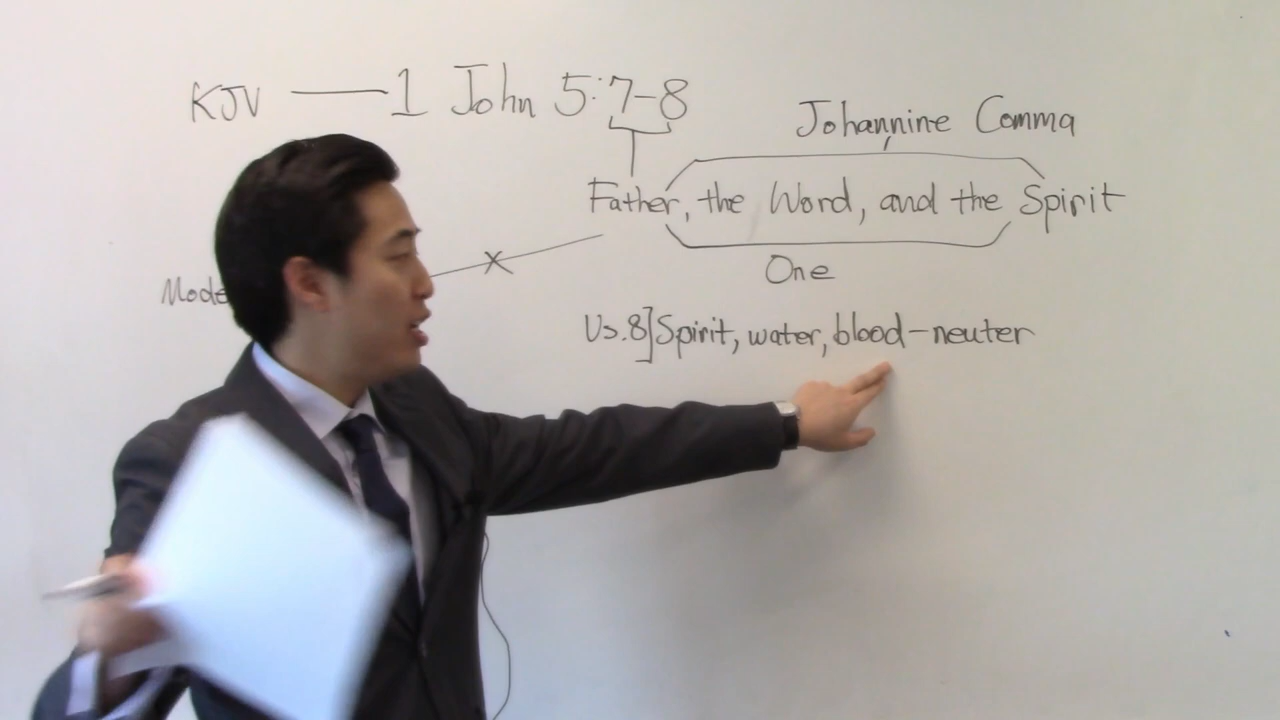 KJV — 1 John 5:7-8
Johannine Comma
Father, the Word, and the Spirit
One
Vs.8] Spirit, water, blood - neuter